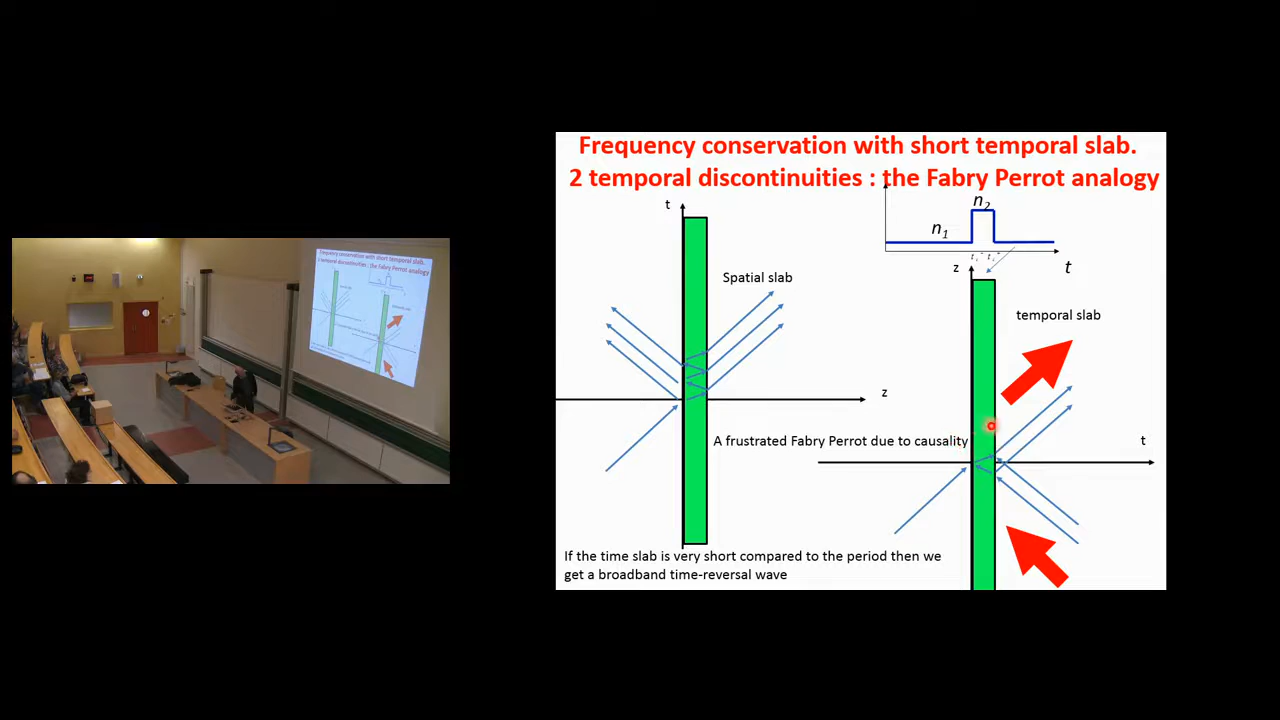 Frequency conservation with short temporal slab.
2 temporal discontinuities : the Fabry Perrot analogy
t
n2
n1
Spatial slab
z
t
temporal slab
z
A frustrated Fabry Perrot due to causality
t
If the time slab is very short compared to the period then we
get a broadband time-reversal wave